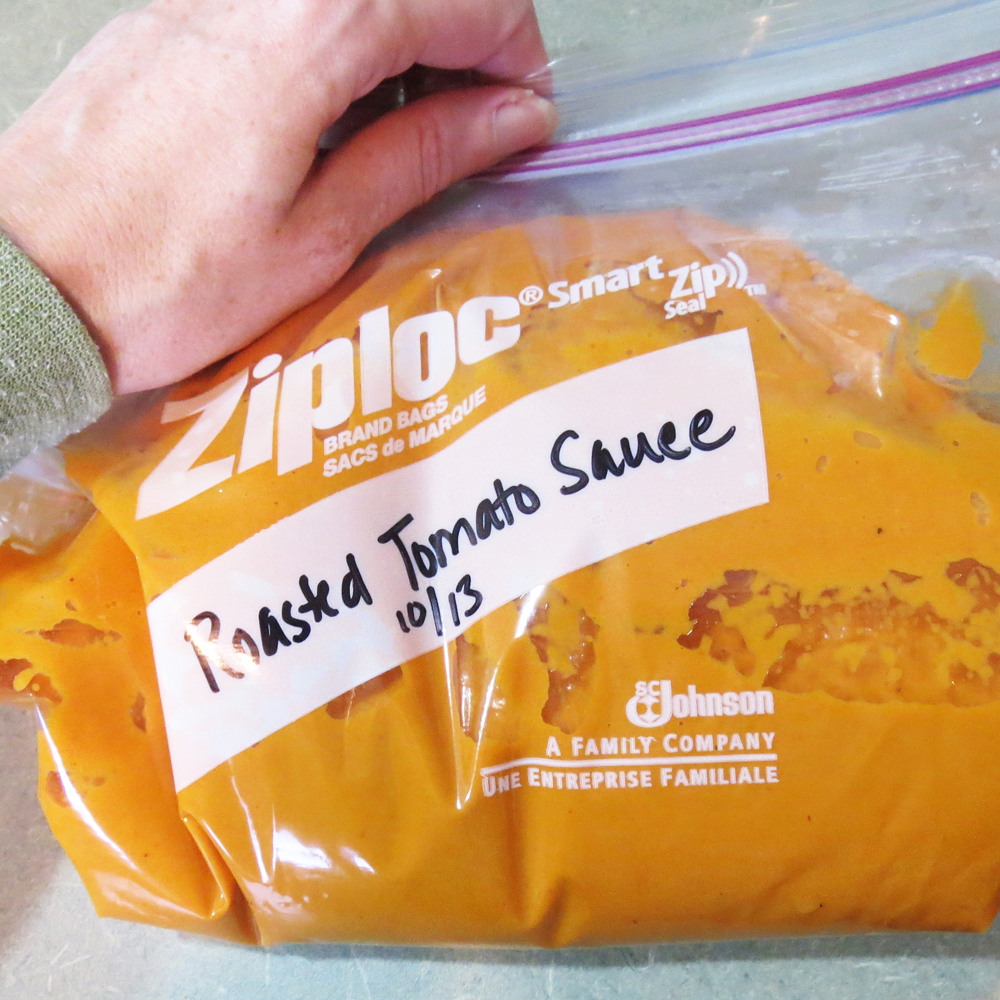 Ziploc® Smart Zip Seal™
BRAND BAGS
SACS de MARQUE
Roasted Tomato Sauce
10/13
SC Johnson
A FAMILY COMPANY
UNE ENTREPRISE FAMILIALE